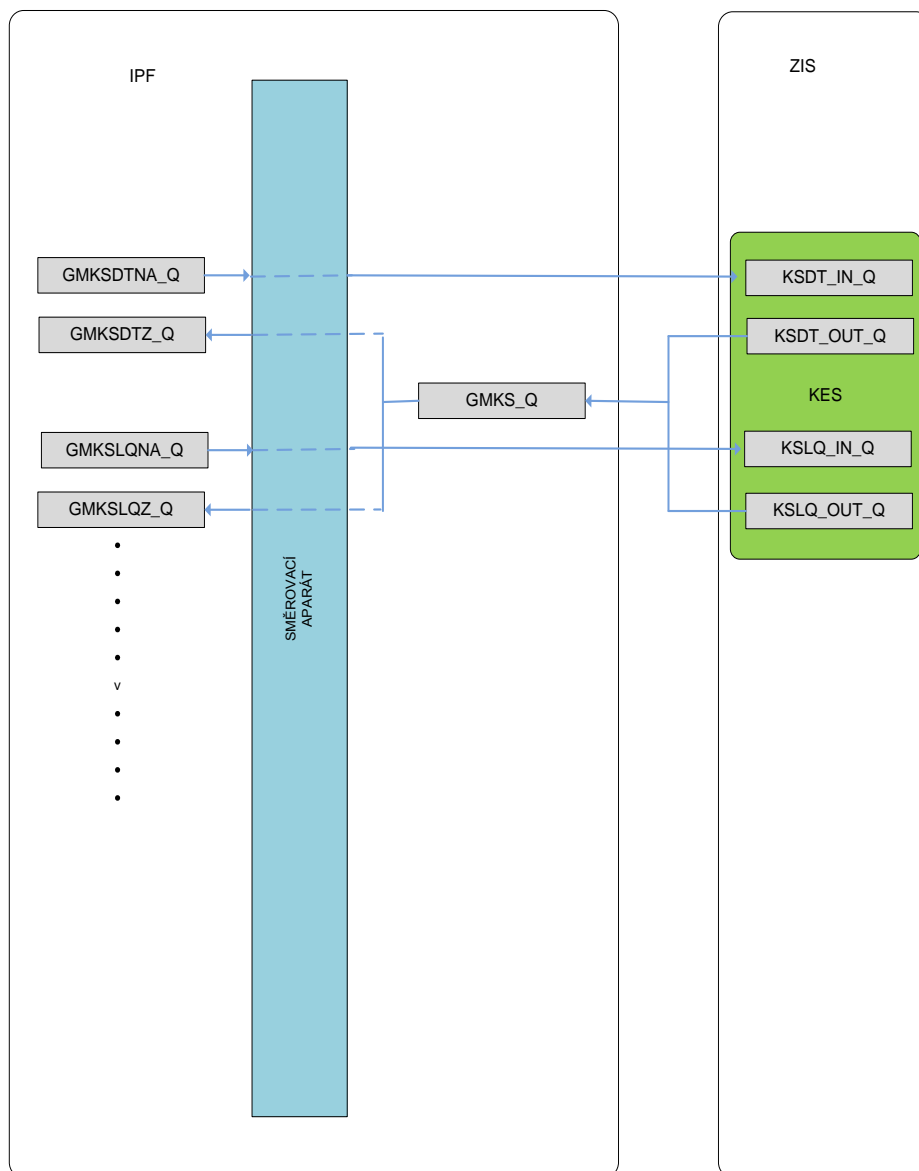 IPF
ZIS
GMKSDTNA_Q
KSDT_IN_Q
GMKSDTZ_Q
KSDT_OUT_Q
GMKS_Q
KES
GMKSLQNA_Q
KSLQ_IN_Q
GMKSLQZ_Q
KSLQ_OUT_Q
SMĚROVACÍ
APARÁT
v